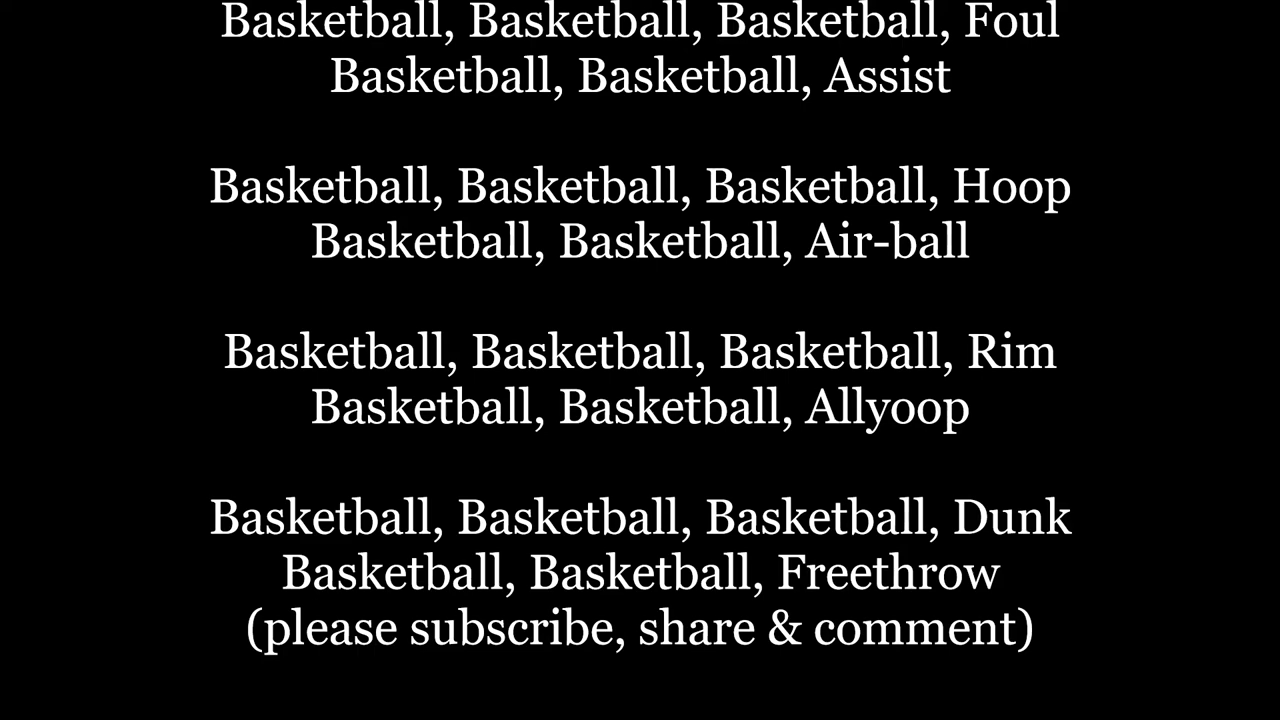 Basketball, Basketball, Basketball, Foul
Basketball, Basketball, Assist
Basketball, Basketball, Basketball, Hoop
Basketball, Basketball, Air-ball
Basketball, Basketball, Basketball, Rim
Basketball, Basketball, Allyoop
Basketball, Basketball, Basketball, Dunk
Basketball, Basketball, Freethrow
(please subscribe, share & comment)